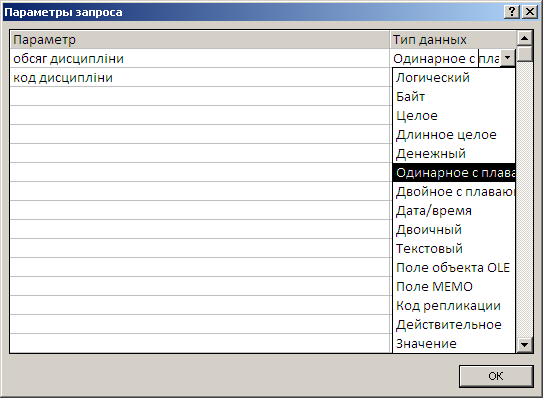 Параметры запроса
Параметр Тип данных
обсяг дисципліни Одинарное с пла
код дисципліни
Логический
Байт
Целое
Длинное целое
Денежный
Одинарное с плава
Двойное с плаваю
Дата/время
Двоичный
Текстовый
Поле объекта OLE
Поле МЕМО
Код репликации
Действительное
Значение
ОК